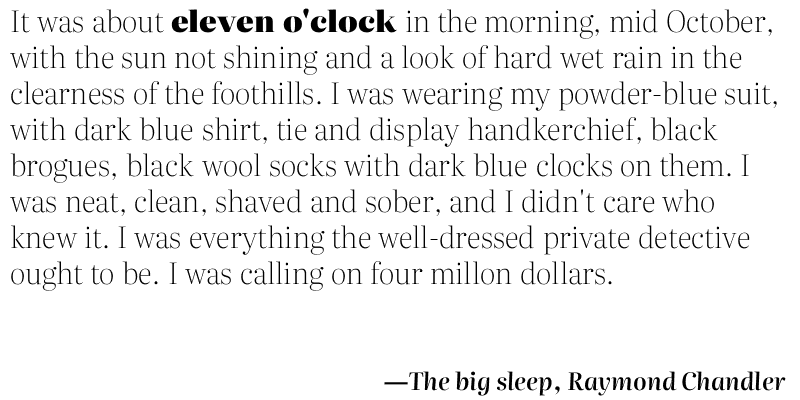 It was about eleven o'clock in the morning, mid October,
with the sun not shining and a look of hard wet rain in the
clearness of the foothills. I was wearing my powder-blue suit,
with dark blue shirt, tie and display handkerchief, black
brogues, black wool socks with dark blue clocks on them. I
was neat, clean, shaved and sober, and I didn't care who
knew it. I was everything the well-dressed private detective
ought to be. I was calling on four millon dollars.
—The big sleep, Raymond Chandler